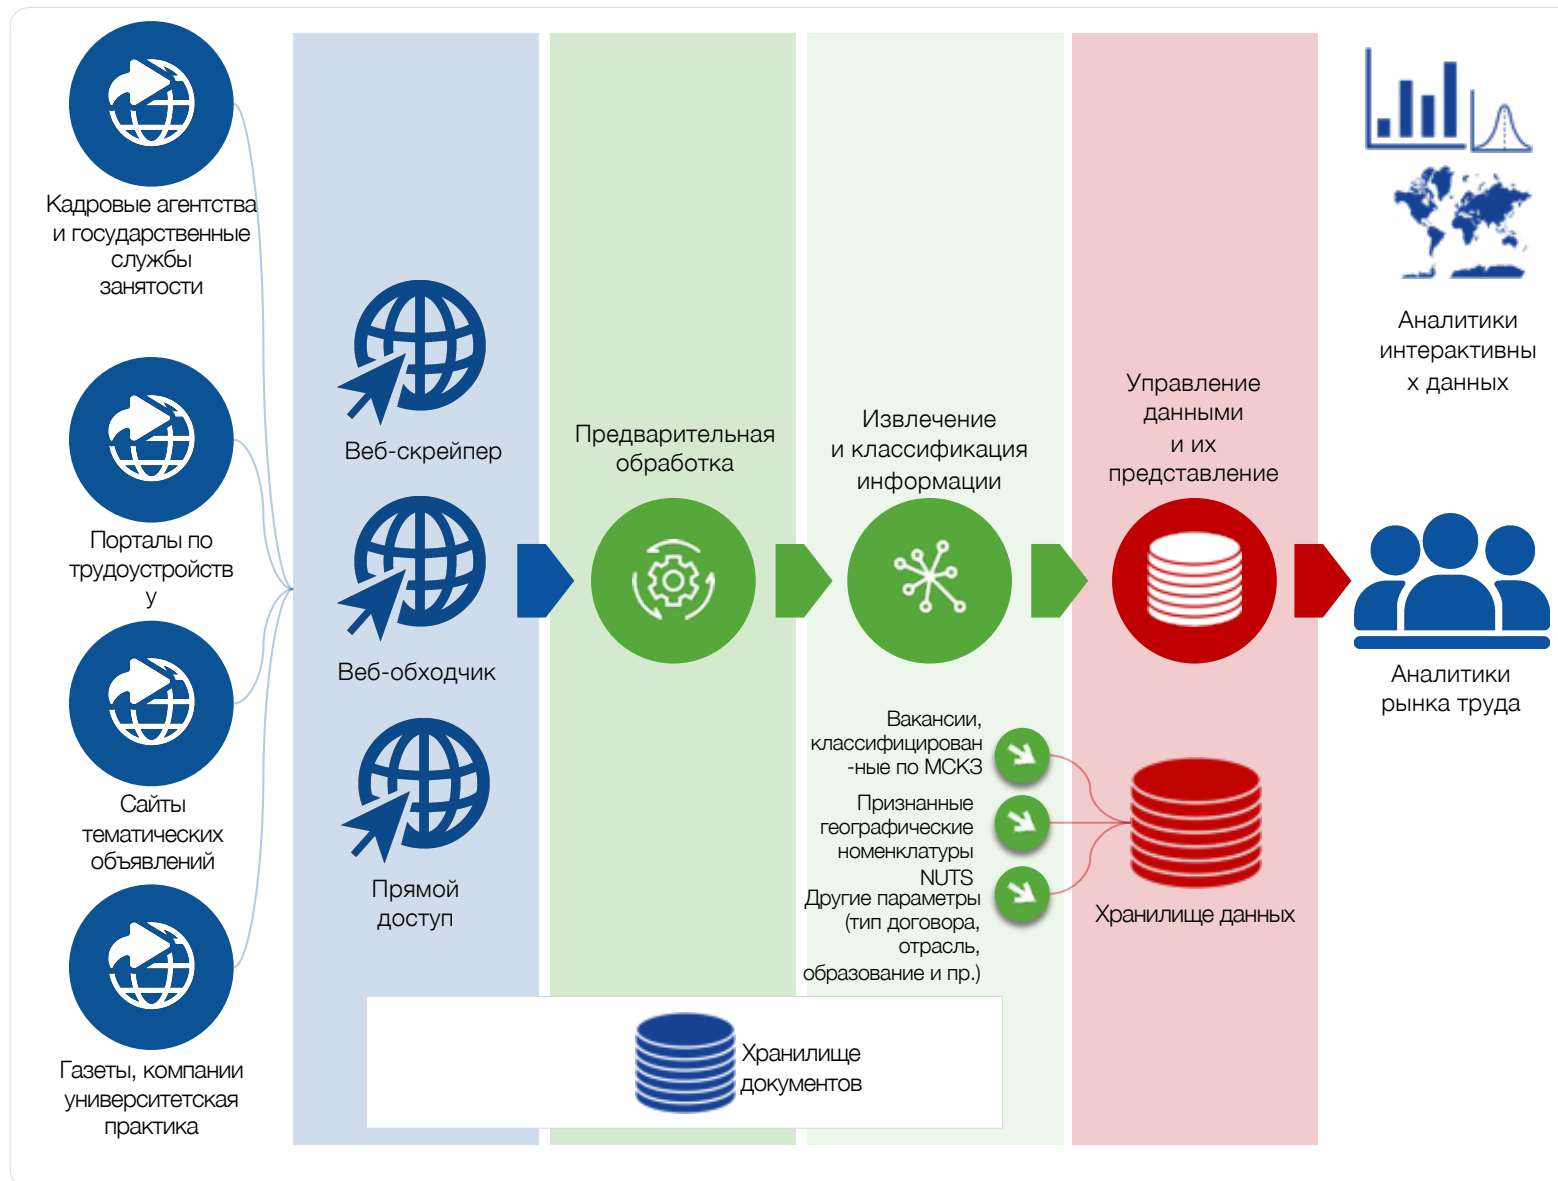 Кадровые агентства
и государственные
службы
занятости
Порталы по
трудоустройств
у
Сайты
тематических
объявлений
Газеты, компании
университетская
практика
Веб-скрейпер
Веб-обходчик
Прямой
доступ
Предварительная
обработка
Извлечение
и классификация
информации
Вакансии,
классифицирован
-ные по МСКЗ
Признанные
географические
номенклатуры
NUTS
Другие параметры
(тип договора,
отрасль,
образование и пр.)
Управление
данными
и их
представление
Хранилище данных
Хранилище
документов
Аналитики
интерактивны
х данных
Аналитики
рынка труда